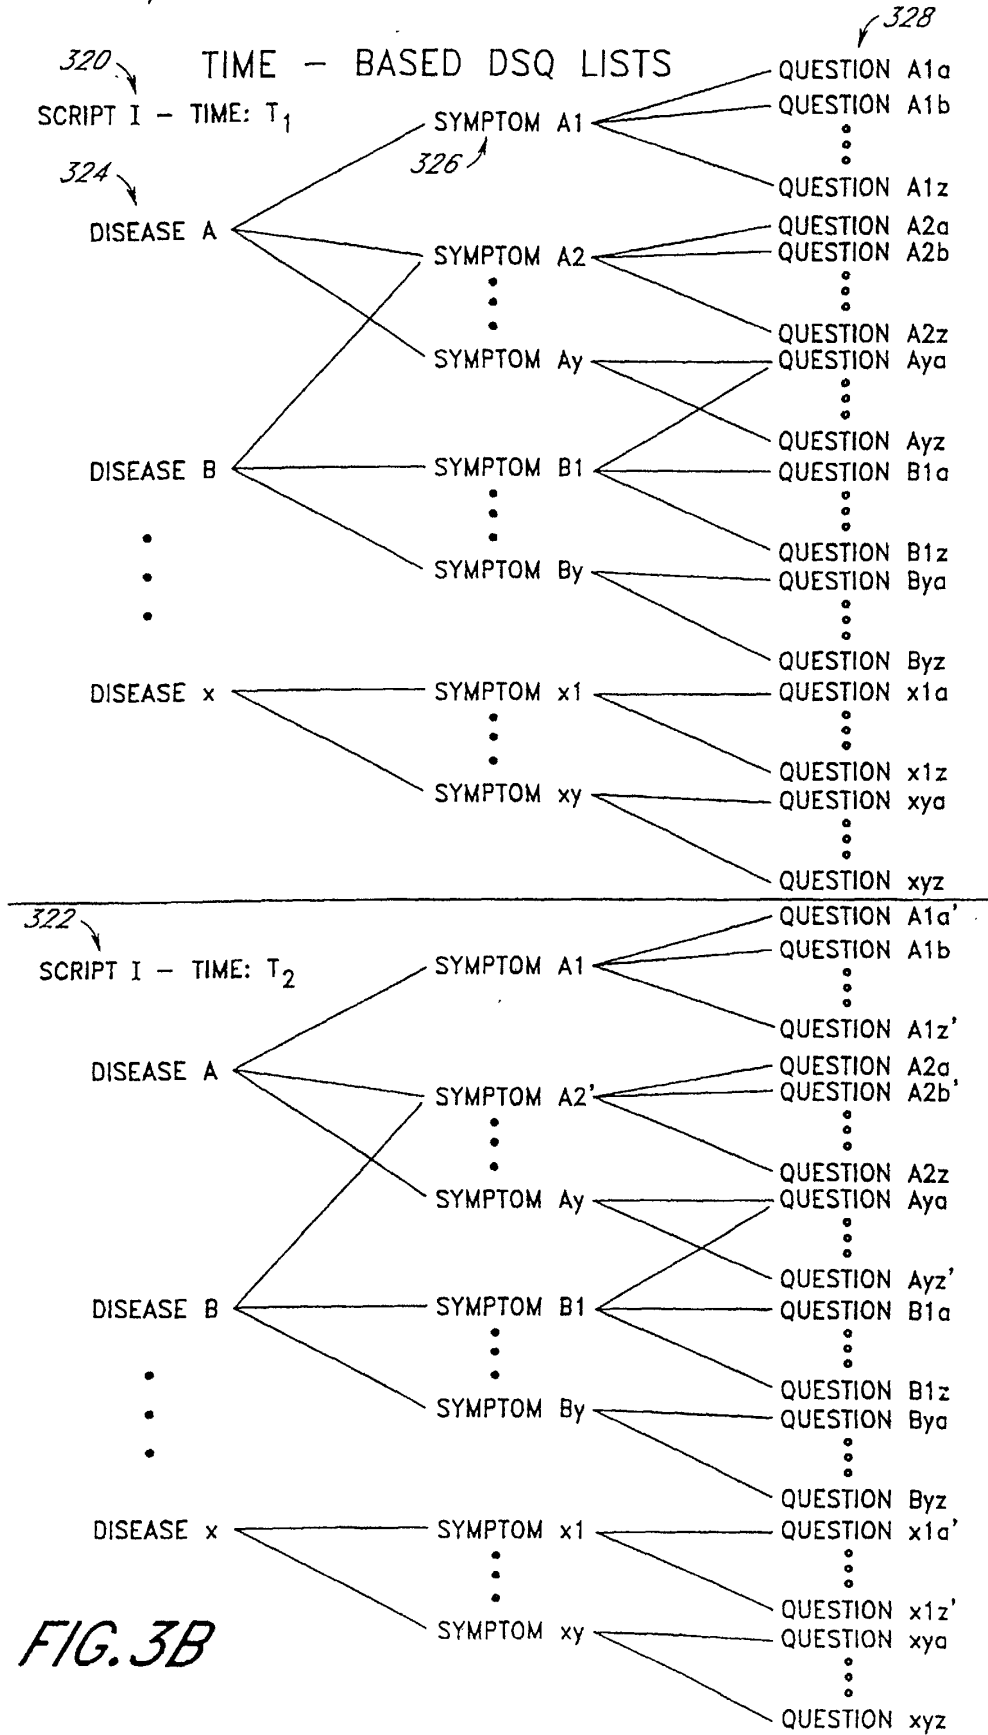 328
320
TIME – BASED DSQ LISTS
QUESTION A1a
SCRIPT I – TIME: T1
QUESTION A1b
SYMPTOM A1
326
324
QUESTION A1z
DISEASE A
QUESTION A2a
SYMPTOM A2
QUESTION A2b
QUESTION A2z
SYMPTOM Ay
QUESTION Aya
QUESTION Ayz
DISEASE B
SYMPTOM B1
QUESTION B1a
QUESTION B1z
SYMPTOM By
QUESTION Bya
QUESTION Byz
DISEASE x
SYMPTOM x1
QUESTION x1a
QUESTION x1z
SYMPTOM xy
QUESTION xya
QUESTION xyz
322
QUESTION A1a'
SCRIPT I – TIME: T2
SYMPTOM A1
QUESTION A1b
QUESTION A1z'
DISEASE A
QUESTION A2a
SYMPTOM A2'
QUESTION A2b'
QUESTION A2z
SYMPTOM Ay
QUESTION Aya
QUESTION Ayz'
DISEASE B
SYMPTOM B1
QUESTION B1a
QUESTION B1z
SYMPTOM By
QUESTION Bya
QUESTION Byz
DISEASE x
SYMPTOM x1
QUESTION x1a'
QUESTION x1z'
SYMPTOM xy
QUESTION xya
FIG. 3B
QUESTION xyz